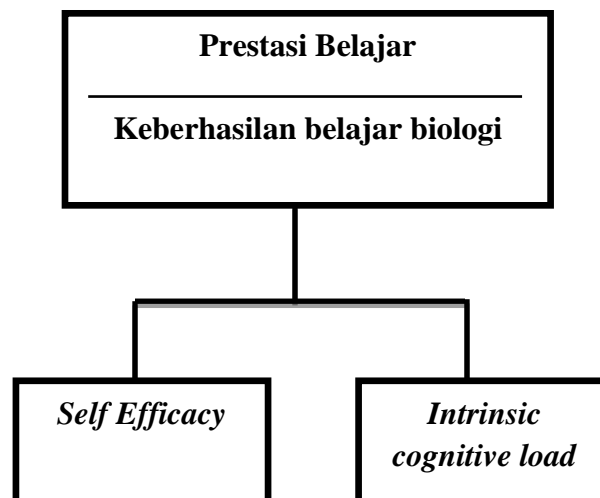 Prestasi Belajar
Keberhasilan belajar biologi
Self Efficacy
Intrinsic
cognitive load